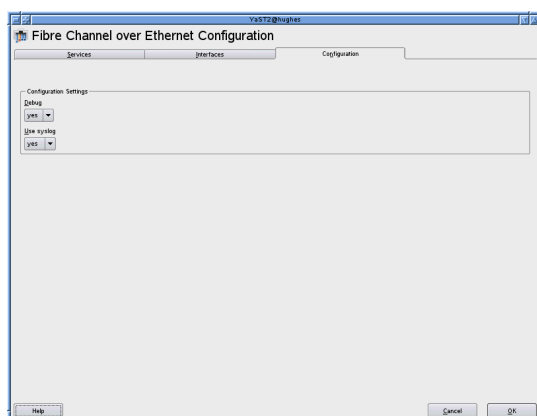 YaST2@hughes
Fibre Channel over Ethernet Configuration
Services Interfaces Configuration
Configuration Settings
Debug
yes
Use syslog
yes
Help Cancel OK